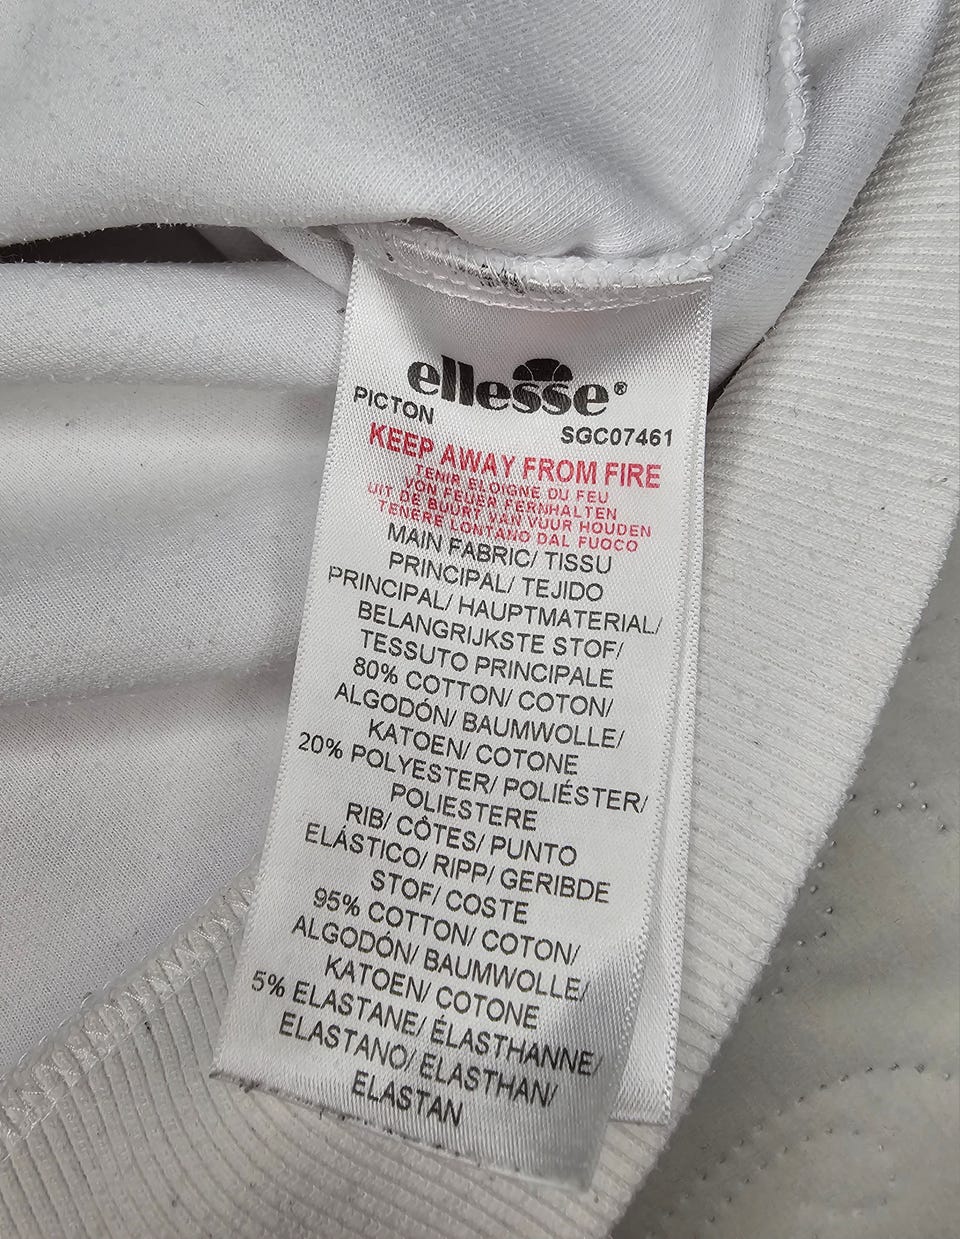 ellesse®
PICTON
SGC07461
KEEP AWAY FROM FIRE
TENIR ELOIGNE DU FEU
VON FEUER FERNHALTEN
UIT DE BUURT VAN VUUR HOUDEN
TENERE LONTANO DAL FUOCO
MAIN FABRIC/ TISSU
PRINCIPAL/ TEJIDO
PRINCIPAL/ HAUPTMATERIAL/
BELANGRIJKSTE STOF/
TESSUTO PRINCIPALE
80% COTTON/ COTON/
ALGODÓN/ BAUMWOLLE/
KATOEN/ COTONE
20% POLYESTER/ POLIÉSTER/
POLIESTERE
RIB/ CÔTES/ PUNTO
ELÁSTICO/ RIPP/ GERIBDE
STOF/ COSTE
95% COTTON/ COTON/
ALGODÓN/ BAUMWOLLE/
KATOEN/ COTONE
5% ELASTANE/ ÉLASTHANNE/
ELASTANO/ ELASTHAN/
ELASTAN